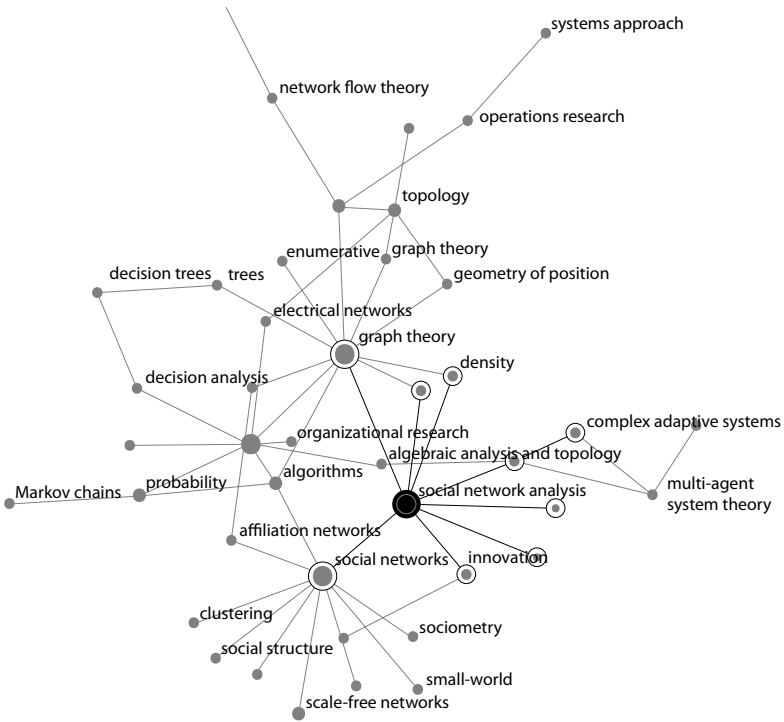 systems approach
network flow theory
operations research
topology
enumerative
graph theory
decision trees
trees
geometry of position
electrical networks
graph theory
density
decision analysis
complex adaptive systems
organizational research
algebraic analysis and topology
algorithms
probability
Markov chains
social network analysis
multi-agent
system theory
affiliation networks
social networks
innovation
clustering
sociometry
social structure
small-world
scale-free networks